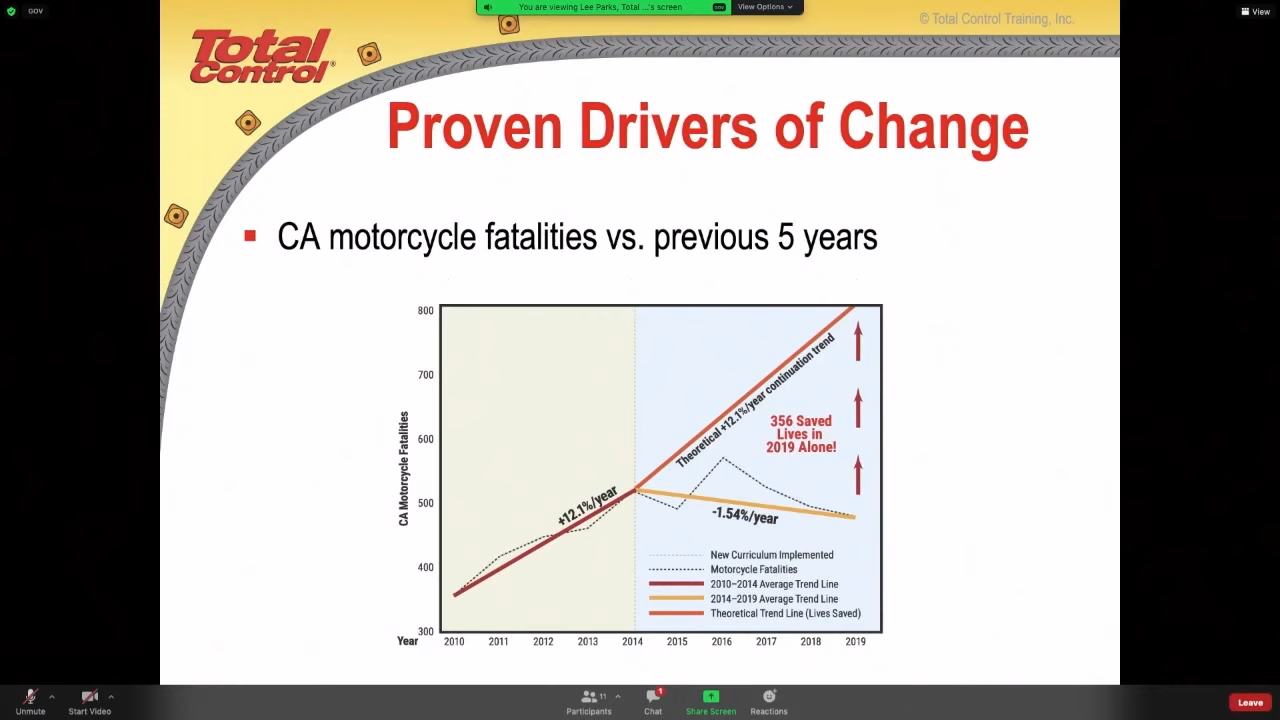 GOV
You are viewing Lee Parks, Total ...'s screen
GOV
View Options
View
© Total Control Training, Inc.
Total
Control®
Proven Drivers of Change
CA motorcycle fatalities vs. previous 5 years
800
700
600
500
400
300
CA Motorcycle Fatalities
+12.1%/year
Theoretical +12.1%/year continuation trend
356 Saved
Lives in
2019 Alone!
-1.54%/year
New Curriculum Implemented
Motorcycle Fatalities
2010–2014 Average Trend Line
2014–2019 Average Trend Line
Theoretical Trend Line (Lives Saved)
Year 2010 2011 2012 2013 2014 2015 2016 2017 2018 2019
Unmute
Start Video
11
Participants
1
Chat
Share Screen
Reactions
Leave